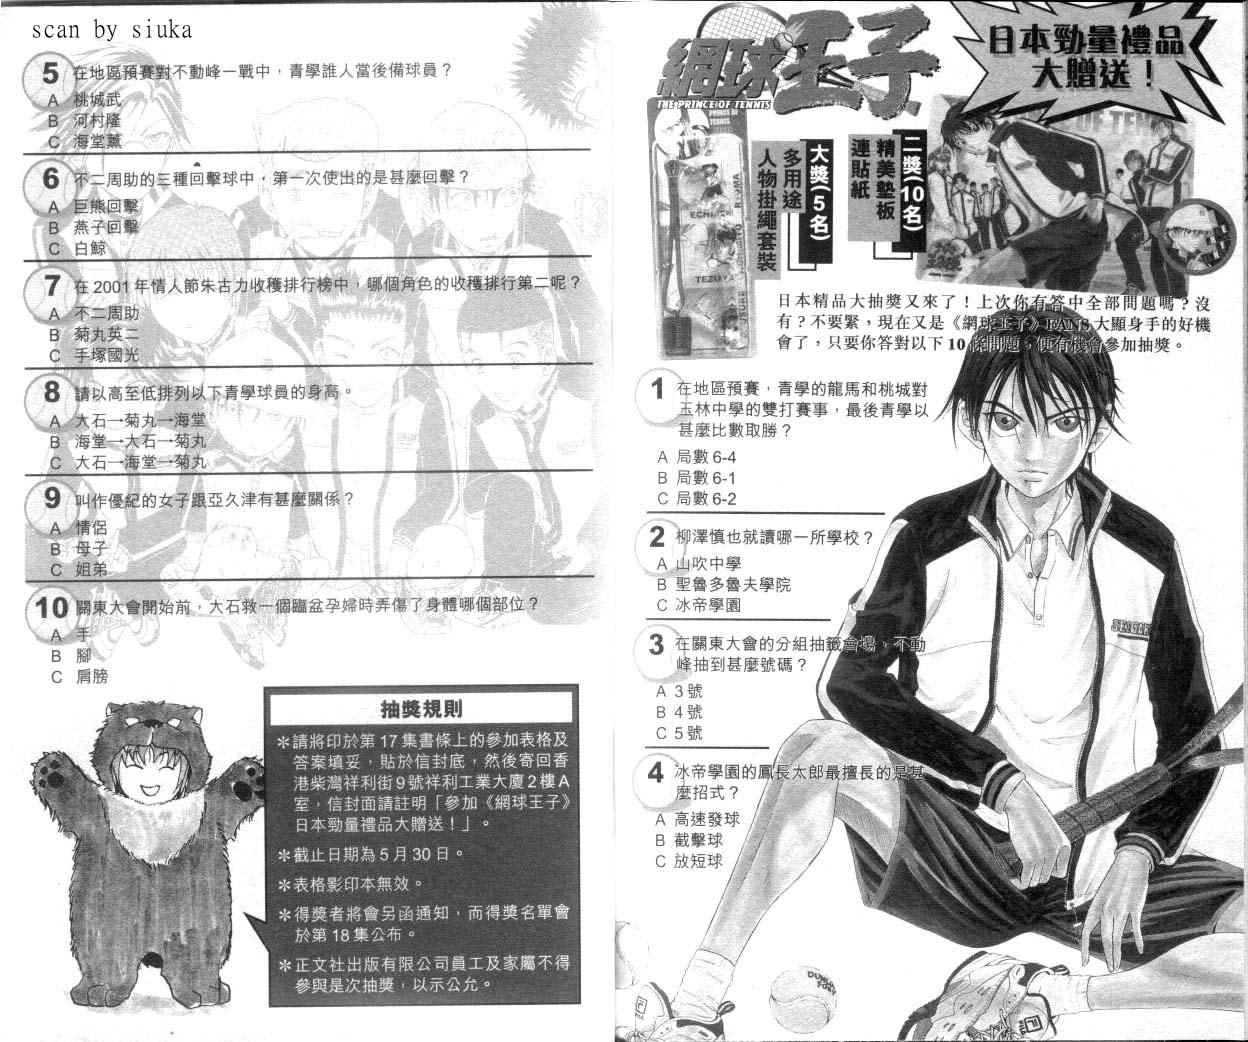 scan by siuka
網球王子
THE PRINCE OF TENNIS
日本勁量禮品
大贈送！
二獎(10名)
精美墊板
連貼紙
大獎(5名)
多用途
人物掛繩套裝
日本精品大抽獎又來了！上次你有答中全部問題嗎？沒
有？不要緊，現在又是《網球王子》FANS大顯身手的好機
會了，只要你答對以下10條問題，便有機會參加抽獎。
1 在地區預賽，青學的龍馬和桃城對
玉林中學的雙打賽事，最後青學以
甚麼比數取勝？
A 局數6-4
B 局數6-1
C 局數6-2
2 柳澤慎也就讀哪一所學校？
A 山吹中學
B 聖魯多魯夫學院
C 冰帝學園
3 在關東大會的分組抽籤會場，不動
峰抽到甚麼號碼？
A 3號
B 4號
C 5號
4 冰帝學園的鳳長太郎最擅長的是甚
麼招式？
A 高速發球
B 截擊球
C 放短球
5 在地區預賽對不動峰一戰中，青學誰人當後備球員？
A 桃城武
B 河村隆
C 海堂薰
6 不二周助的三種回擊球中，第一次使出的是甚麼回擊？
A 巨熊回擊
B 燕子回擊
C 白鯨
7 在2001年情人節朱古力收穫排行榜中，哪個角色的收穫排行第二呢？
A 不二周助
B 菊丸英二
C 手塚國光
8 請以高至低排列以下青學球員的身高。
A 大石→菊丸→海堂
B 海堂→大石→菊丸
C 大石→海堂→菊丸
9 叫作優紀的女子跟亞久津有甚麼關係？
A 情侶
B 母子
C 姐弟
10 關東大會開始前，大石救一個臨盆孕婦時弄傷了身體哪個部位？
A 手
B 腳
C 肩膀
抽獎規則
＊請將印於第17集書條上的參加表格及
答案填妥，貼於信封底，然後寄回香
港柴灣祥利街9號祥利工業大廈2樓A
室，信封面請註明「參加《網球王子》
日本勁量禮品大贈送！」。
＊截止日期為5月30日。
＊表格影印本無效。
＊得獎者將會另函通知，而得獎名單會
於第18集公布。
＊正文社出版有限公司員工及家屬不得
參與是次抽獎，以示公允。